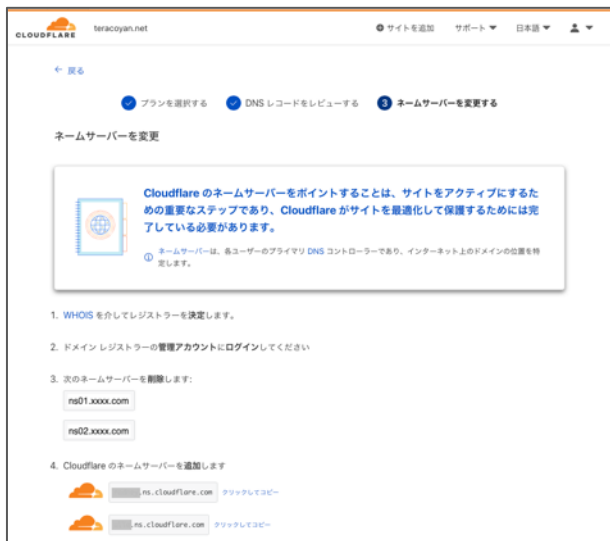 CLOUDFLARE
teracoyan.net
サイトを追加
サポート
日本語
← 戻る
プランを選択する
DNS レコードをレビューする
3 ネームサーバーを変更する
ネームサーバーを変更
Cloudflare のネームサーバーをポイントすることは、サイトをアクティブにするた
めの重要なステップであり、Cloudflare がサイトを最適化して保護するためには完
了している必要があります。
ネームサーバーは、各ユーザーのプライマリ DNS コントローラーであり、インターネット上のドメインの位置を特
定します。
1. WHOIS を介してレジストラーを決定します。
2. ドメイン レジストラーの管理アカウントにログインしてください
3. 次のネームサーバーを削除します:
ns01.xxxx.com
ns02.xxxx.com
4. Cloudflare のネームサーバーを追加します
.ns.cloudflare.com クリックしてコピー
.ns.cloudflare.com クリックしてコピー